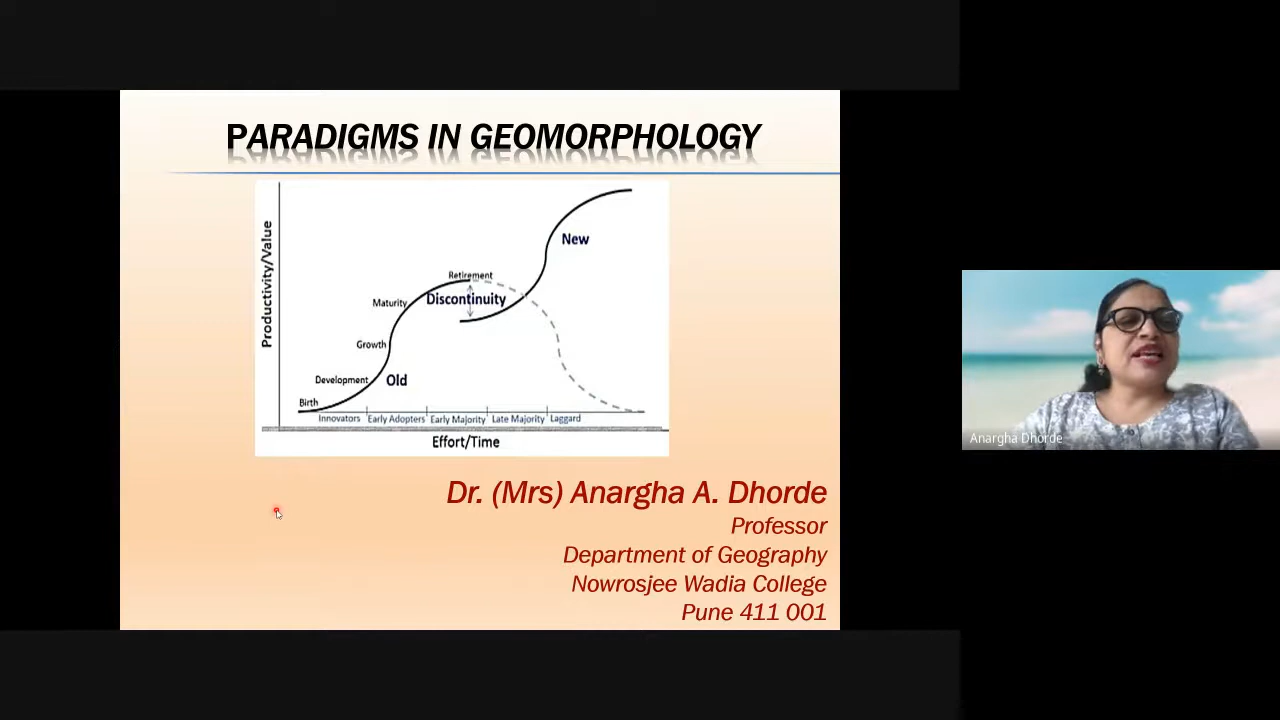 PARADIGMS IN GEOMORPHOLOGY
Productivity/Value
New
Retirement
Discontinuity
Maturity
Growth
Development
Old
Birth
Innovators
Early Adopters
Early Majority
Late Majority
Laggard
Effort/Time
Dr. (Mrs) Anargha A. Dhorde
Professor
Department of Geography
Nowrosjee Wadia College
Pune 411 001
Anargha Dhorde